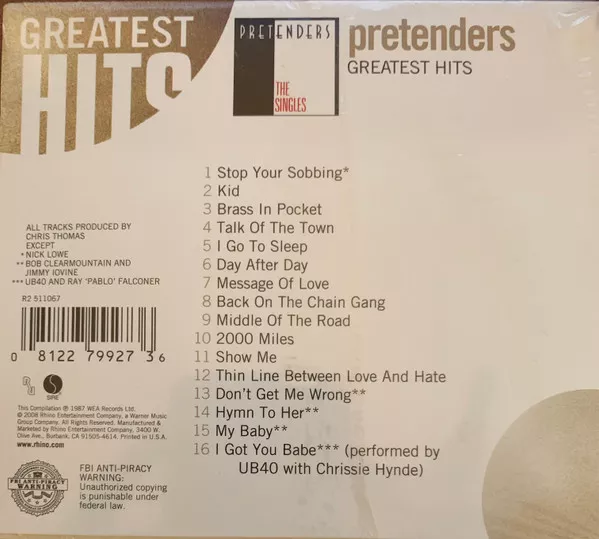 GREATEST
HITS
PRETENDERS
THE
SINGLES
pretenders
GREATEST HITS
1 Stop Your Sobbing*
2 Kid
3 Brass In Pocket
4 Talk Of The Town
5 I Go To Sleep
6 Day After Day
7 Message Of Love
8 Back On The Chain Gang
9 Middle Of The Road
10 2000 Miles
11 Show Me
12 Thin Line Between Love And Hate
13 Don't Get Me Wrong**
14 Hymn To Her**
15 My Baby**
16 I Got You Babe*** (performed by
UB40 with Chrissie Hynde)
ALL TRACKS PRODUCED BY
CHRIS THOMAS
EXCEPT
* NICK LOWE
** BOB CLEARMOUNTAIN AND
JIMMY IOVINE
*** UB40 AND RAY 'PABLO' FALCONER
R2 511067
0 81227 99273 6
SIRE
This Compilation ℗ 1987 WEA Records Ltd.
© 2008 Rhino Entertainment Company, a Warner Music
Group Company. All Rights Reserved. Manufactured &
Marketed by Rhino Entertainment Company, 3400 W.
Olive Ave., Burbank, CA 91505-4614. Printed in U.S.A.
www.rhino.com
FBI ANTI-PIRACY
WARNING
FBI ANTI-PIRACY
WARNING:
Unauthorized copying
is punishable under
federal law.